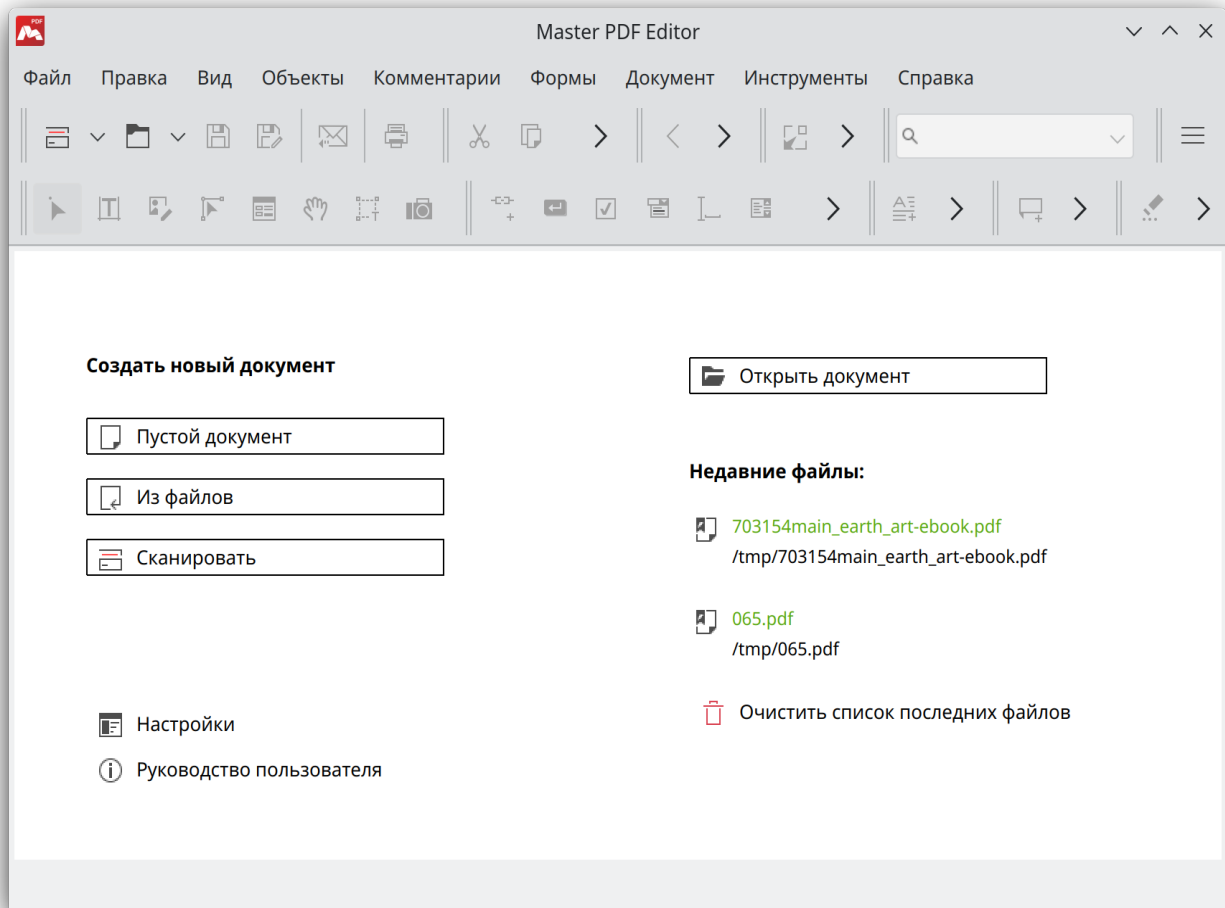 PDF
Master PDF Editor
Файл Правка Вид Объекты Комментарии Формы Документ Инструменты Справка
Создать новый документ
Пустой документ
Из файлов
Сканировать
Настройки
Руководство пользователя
Открыть документ
Недавние файлы:
703154main_earth_art-ebook.pdf
/tmp/703154main_earth_art-ebook.pdf
065.pdf
/tmp/065.pdf
Очистить список последних файлов